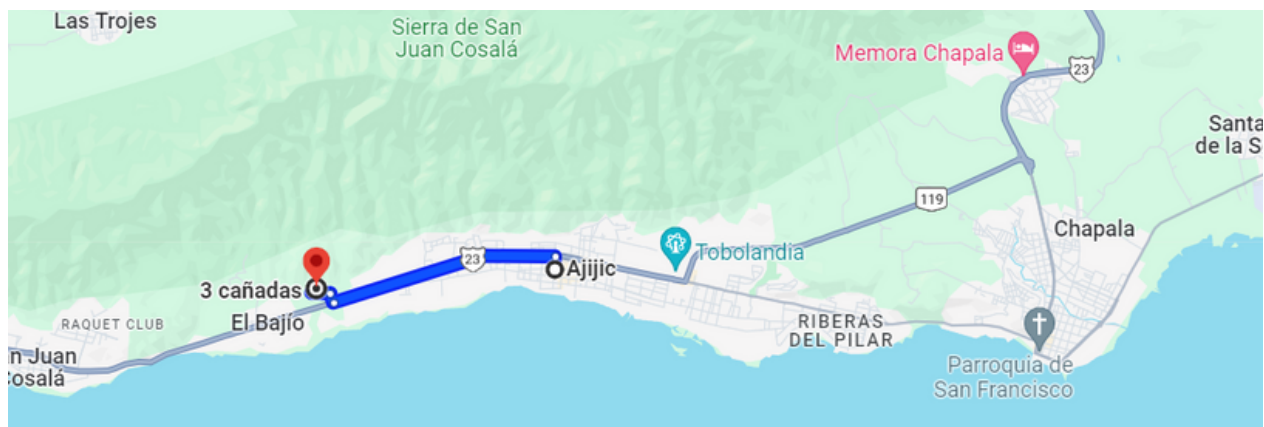 Las Trojes
Sierra de San
Juan Cosalá
Memora Chapala
23
Santa
de la S
119
Chapala
Tobolandia
23
Ajijic
3 cañadas
El Bajío
RAQUET CLUB
n Juan
Cosalá
RIBERAS
DEL PILAR
Parroquia de
San Francisco